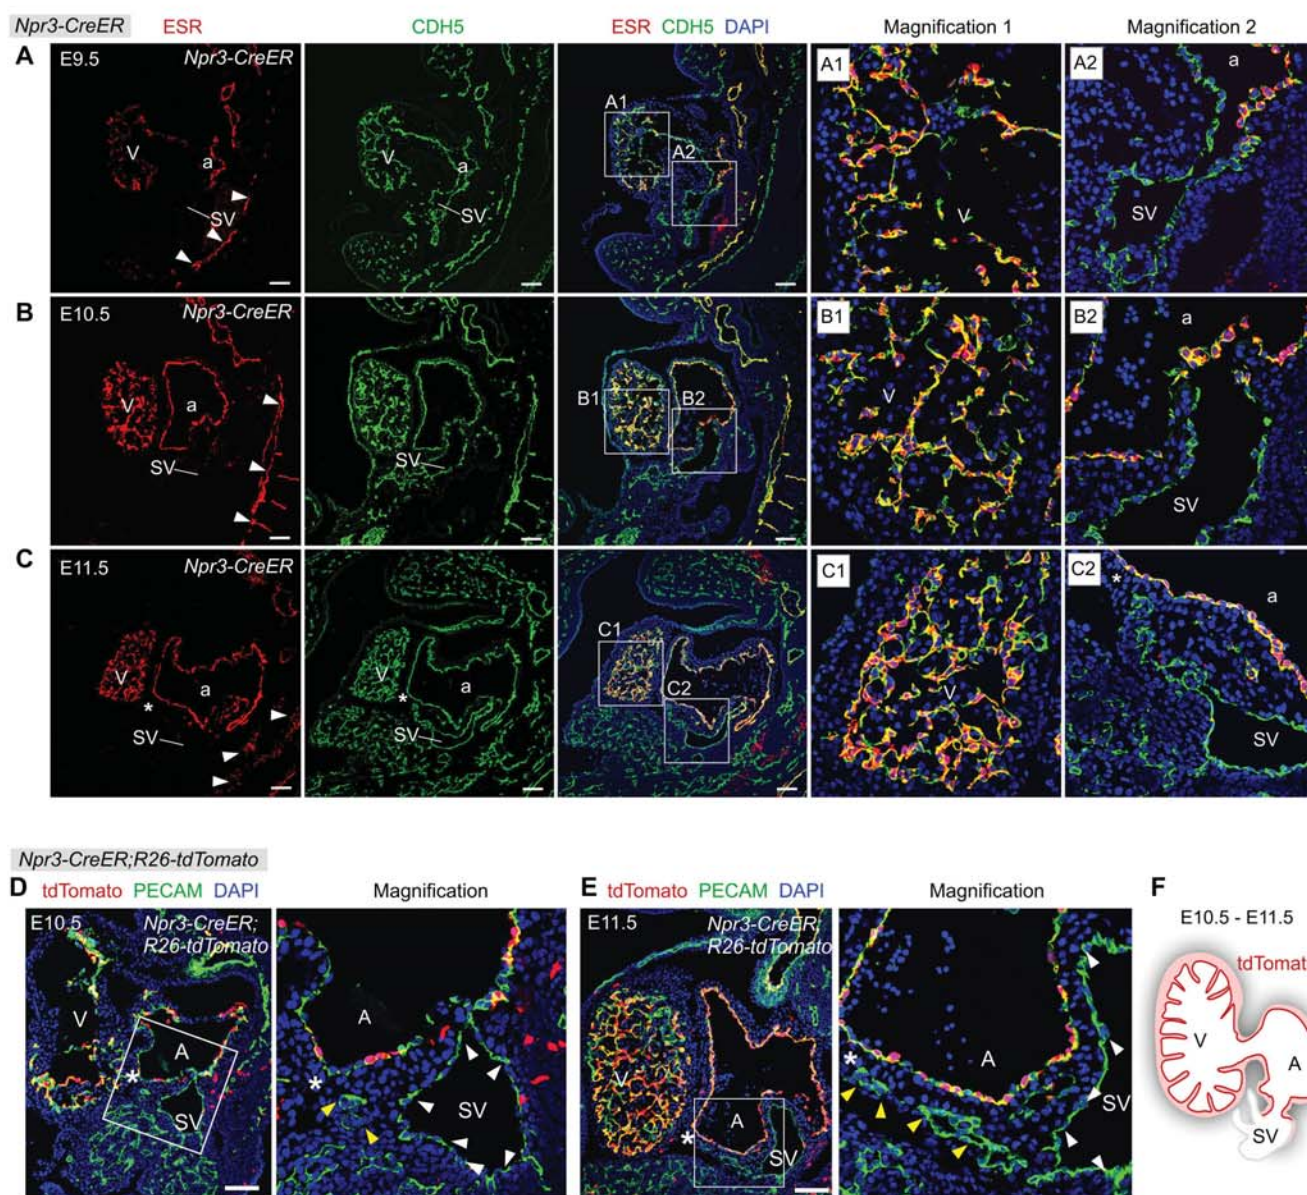 Npr3-CreER ESR CDH5 ESR CDH5 DAPI Magnification 1 Magnification 2
A E9.5 Npr3-CreER A1 A2
a
A1
V V A2
a a
SV SV V SV
B E10.5 Npr3-CreER B1 B2
a
V a B1 B2 V
SV SV SV
C E11.5 Npr3-CreER C1 C2
* a
C1
V a V a C2 V
* *
SV SV SV
Npr3-CreER;R26-tdTomato
D tdTomato PECAM DAPI Magnification E tdTomato PECAM DAPI Magnification F
E10.5 Npr3-CreER; E11.5 Npr3-CreER; E10.5 - E11.5
R26-tdTomato R26-tdTomato
tdTomat
V A A V A A V A
* * * *
SV SV SV SV SV